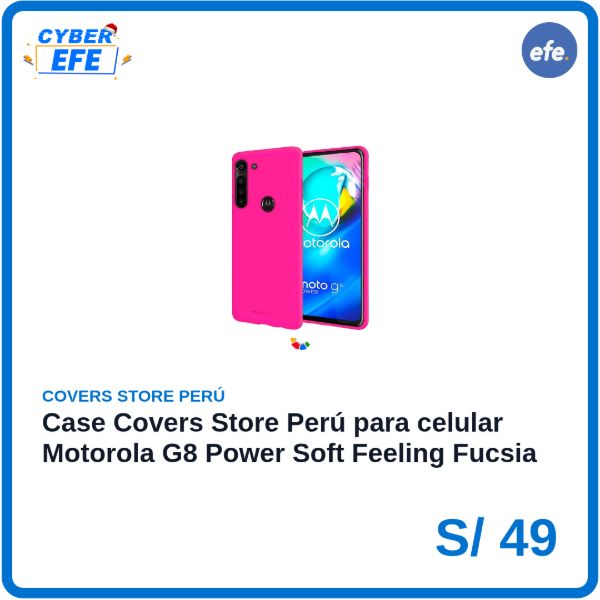 CYBER
EFE
efe.
motorola
moto g8
POWER
COVERS STORE PERÚ
Case Covers Store Perú para celular
Motorola G8 Power Soft Feeling Fucsia
S/ 49